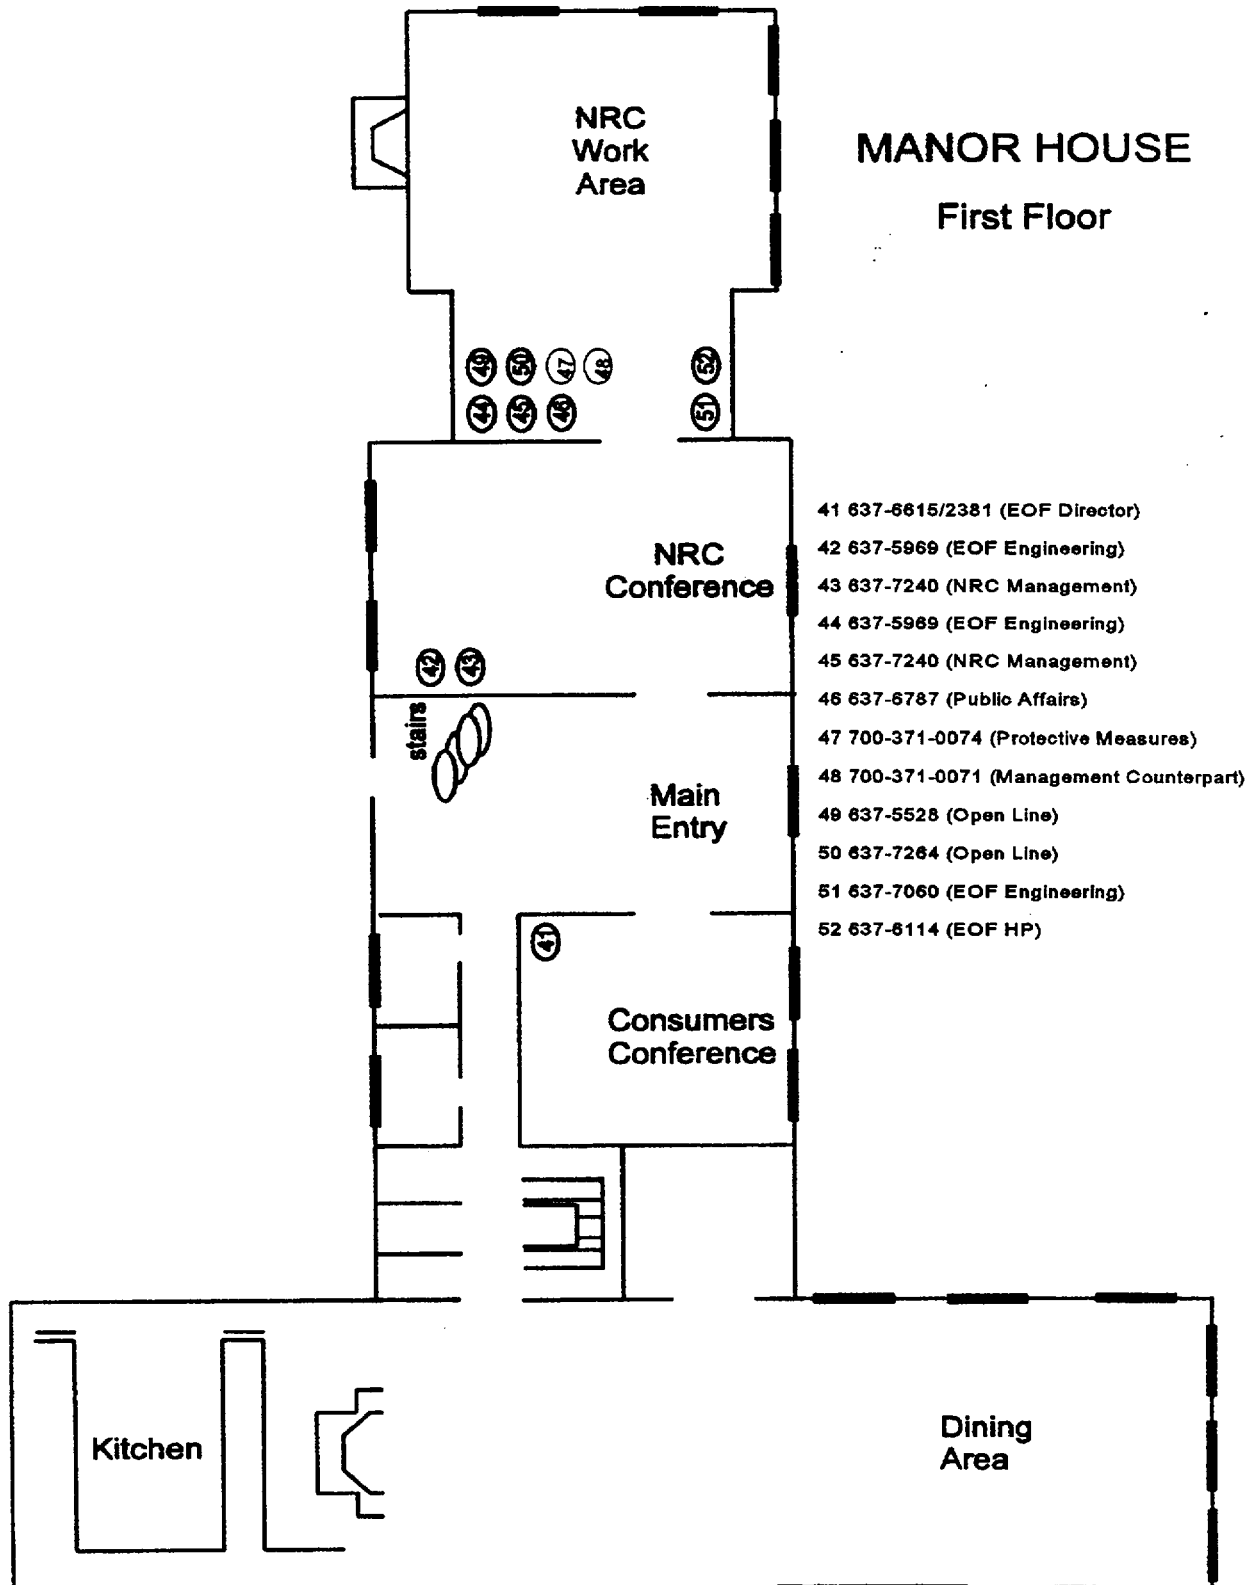 NRC
Work
Area
MANOR HOUSE
First Floor
49 50 47 48 52
44 45 46 51
NRC
Conference
42 43
stairs
Main
Entry
41 637-6615/2381 (EOF Director)
42 637-5969 (EOF Engineering)
43 637-7240 (NRC Management)
44 637-5969 (EOF Engineering)
45 637-7240 (NRC Management)
46 637-6787 (Public Affairs)
47 700-371-0074 (Protective Measures)
48 700-371-0071 (Management Counterpart)
49 637-5528 (Open Line)
50 637-7264 (Open Line)
51 637-7060 (EOF Engineering)
52 637-6114 (EOF HP)
41
Consumers
Conference
Kitchen
Dining
Area